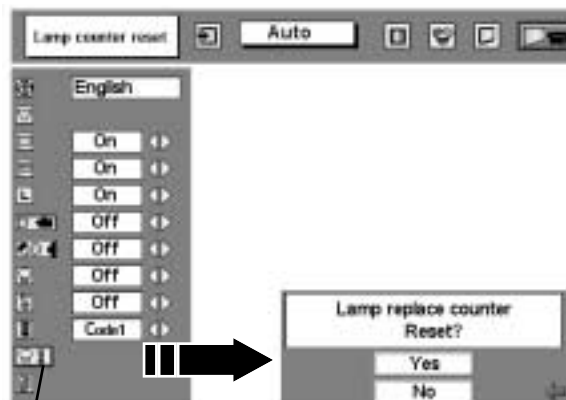 Lamp counter reset
Auto
English
On
On
On
Off
Off
Off
Off
Code1
Lamp replace counter
Reset?
Yes
No